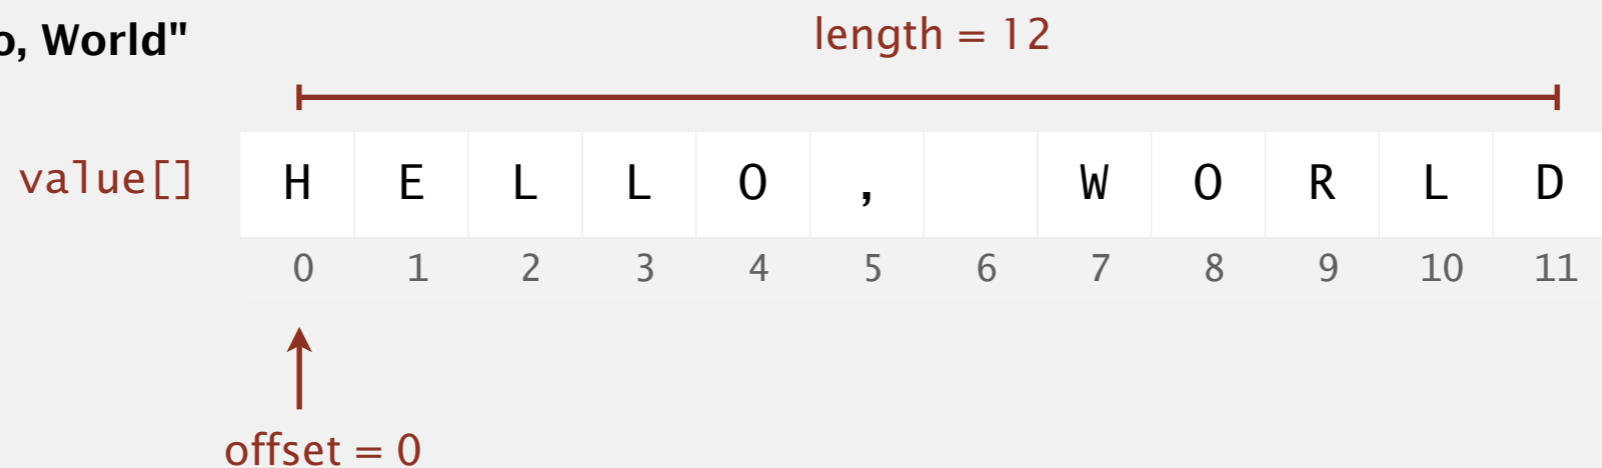 o, World"
length = 12
value[] H E L L O , W O R L D
0 1 2 3 4 5 6 7 8 9 10 11
offset = 0